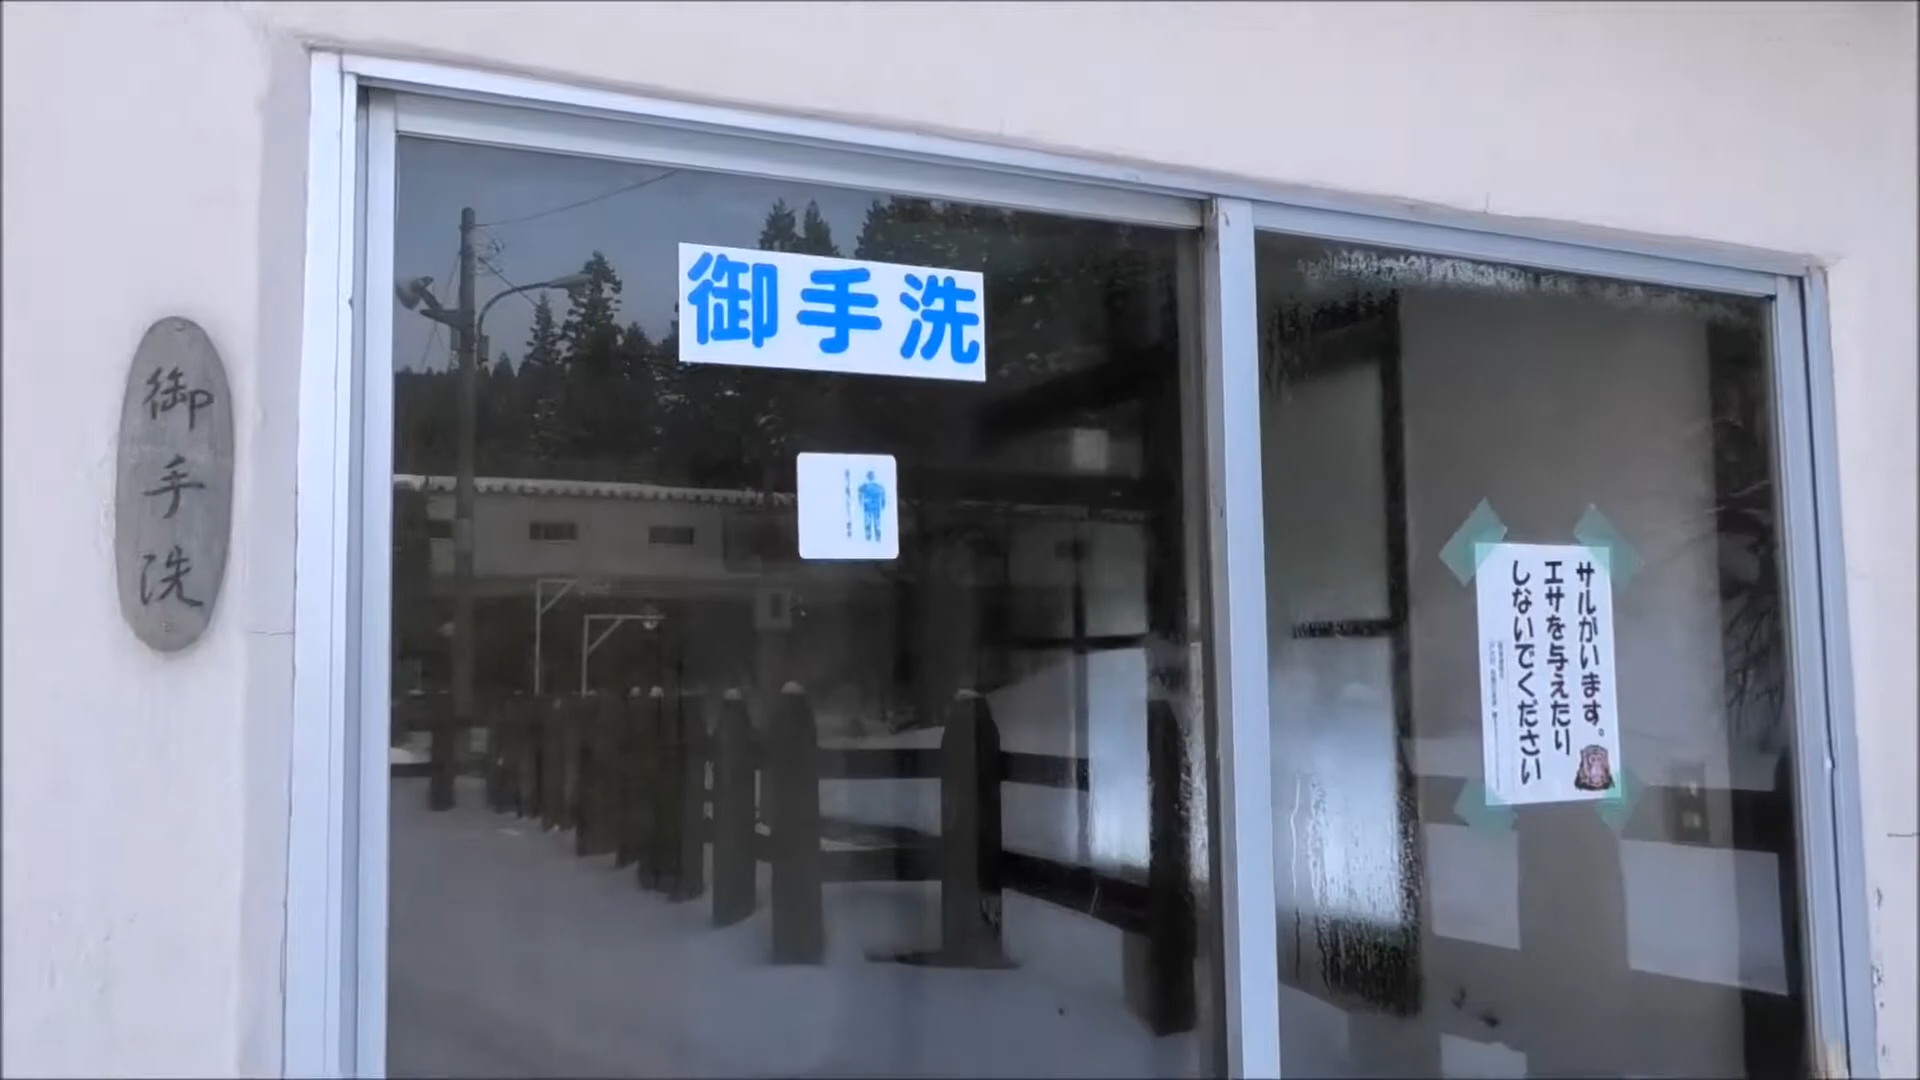 御手洗
御手洗
サルがいます。
エサを与えたり
しないでください